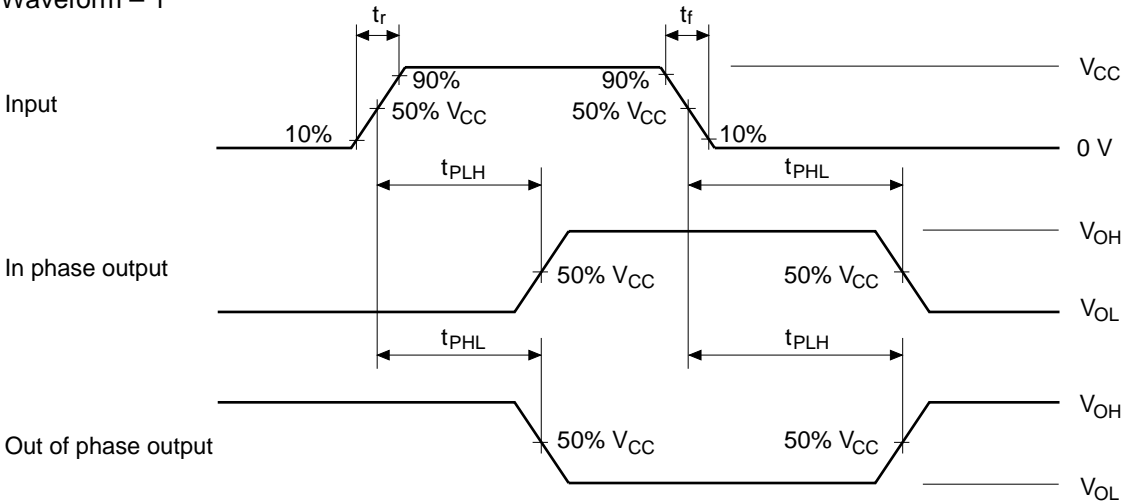 Waveform – 1
tr
tf
90%
90%
VCC
Input
50% VCC
50% VCC
10%
10%
0 V
tPLH
tPHL
VOH
In phase output
50% VCC
50% VCC
VOL
tPHL
tPLH
VOH
Out of phase output
50% VCC
50% VCC
VOL